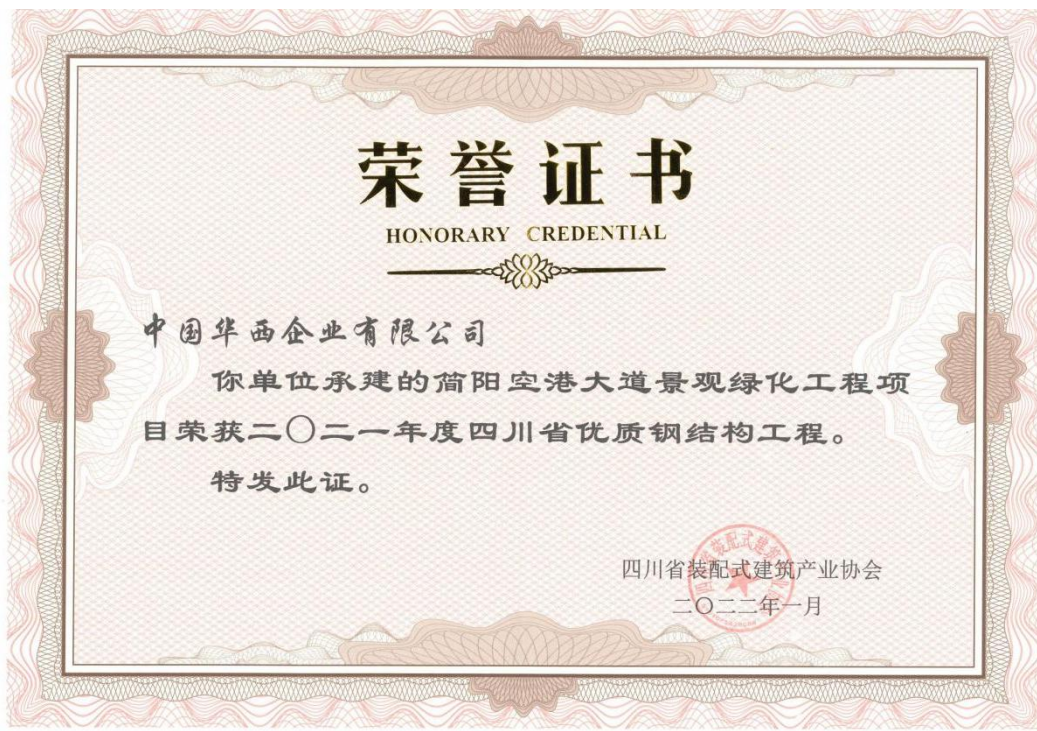 荣誉证书
HONORARY CREDENTIAL
中国华西企业有限公司
你单位承建的简阳空港大道景观绿化工程项
目荣获二〇二一年度四川省优质钢结构工程。
特发此证。
四川省装配式建筑产业协会
二〇二二年一月